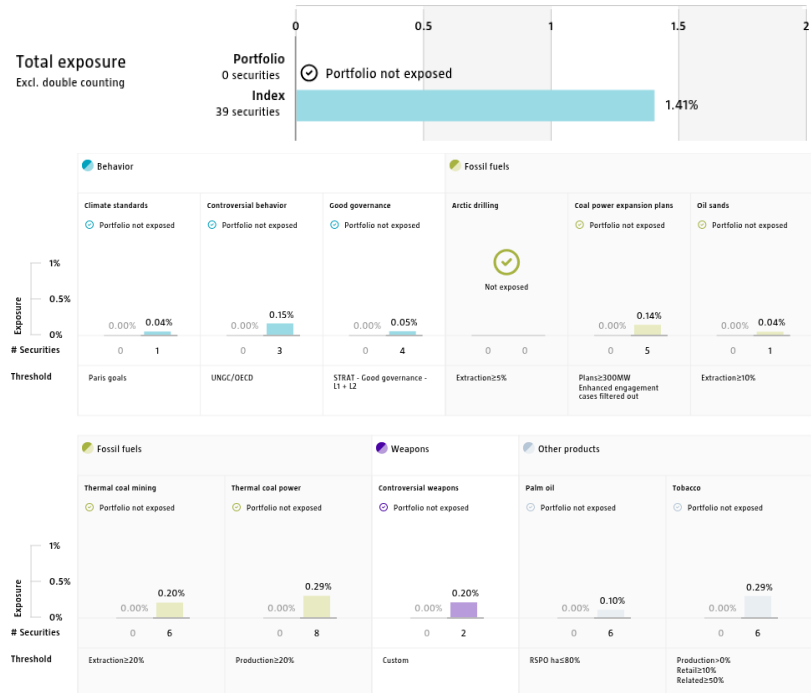 0 0.5 1 1.5 2
Total exposure
Excl. double counting
Portfolio
0 securities
Portfolio not exposed
Index
39 securities
1.41%
Behavior
Fossil fuels
Climate standards
Controversial behavior
Good governance
Arctic drilling
Coal power expansion plans
Oil sands
Portfolio not exposed
Portfolio not exposed
Portfolio not exposed
Portfolio not exposed
Portfolio not exposed
Not exposed
Exposure
1%
0.5%
0%
0.00% 0.04%
0.00% 0.15%
0.00% 0.05%
0.00% 0.14%
0.00% 0.04%
# Securities
0 1
0 3
0 4
0 0
0 5
0 1
Threshold
Paris goals
UNGC/OECD
STRAT - Good governance -
L1 + L2
Extraction≥5%
Plans≥300MW
Enhanced engagement
cases filtered out
Extraction≥10%
Fossil fuels
Weapons
Other products
Thermal coal mining
Thermal coal power
Controversial weapons
Palm oil
Tobacco
Portfolio not exposed
Portfolio not exposed
Portfolio not exposed
Portfolio not exposed
Portfolio not exposed
Exposure
1%
0.5%
0%
0.00% 0.20%
0.00% 0.29%
0.00% 0.20%
0.00% 0.10%
0.00% 0.29%
# Securities
0 6
0 8
0 2
0 6
0 6
Threshold
Extraction≥20%
Production≥20%
Custom
RSPO ha≤80%
Production>0%
Retail≥10%
Related≥50%